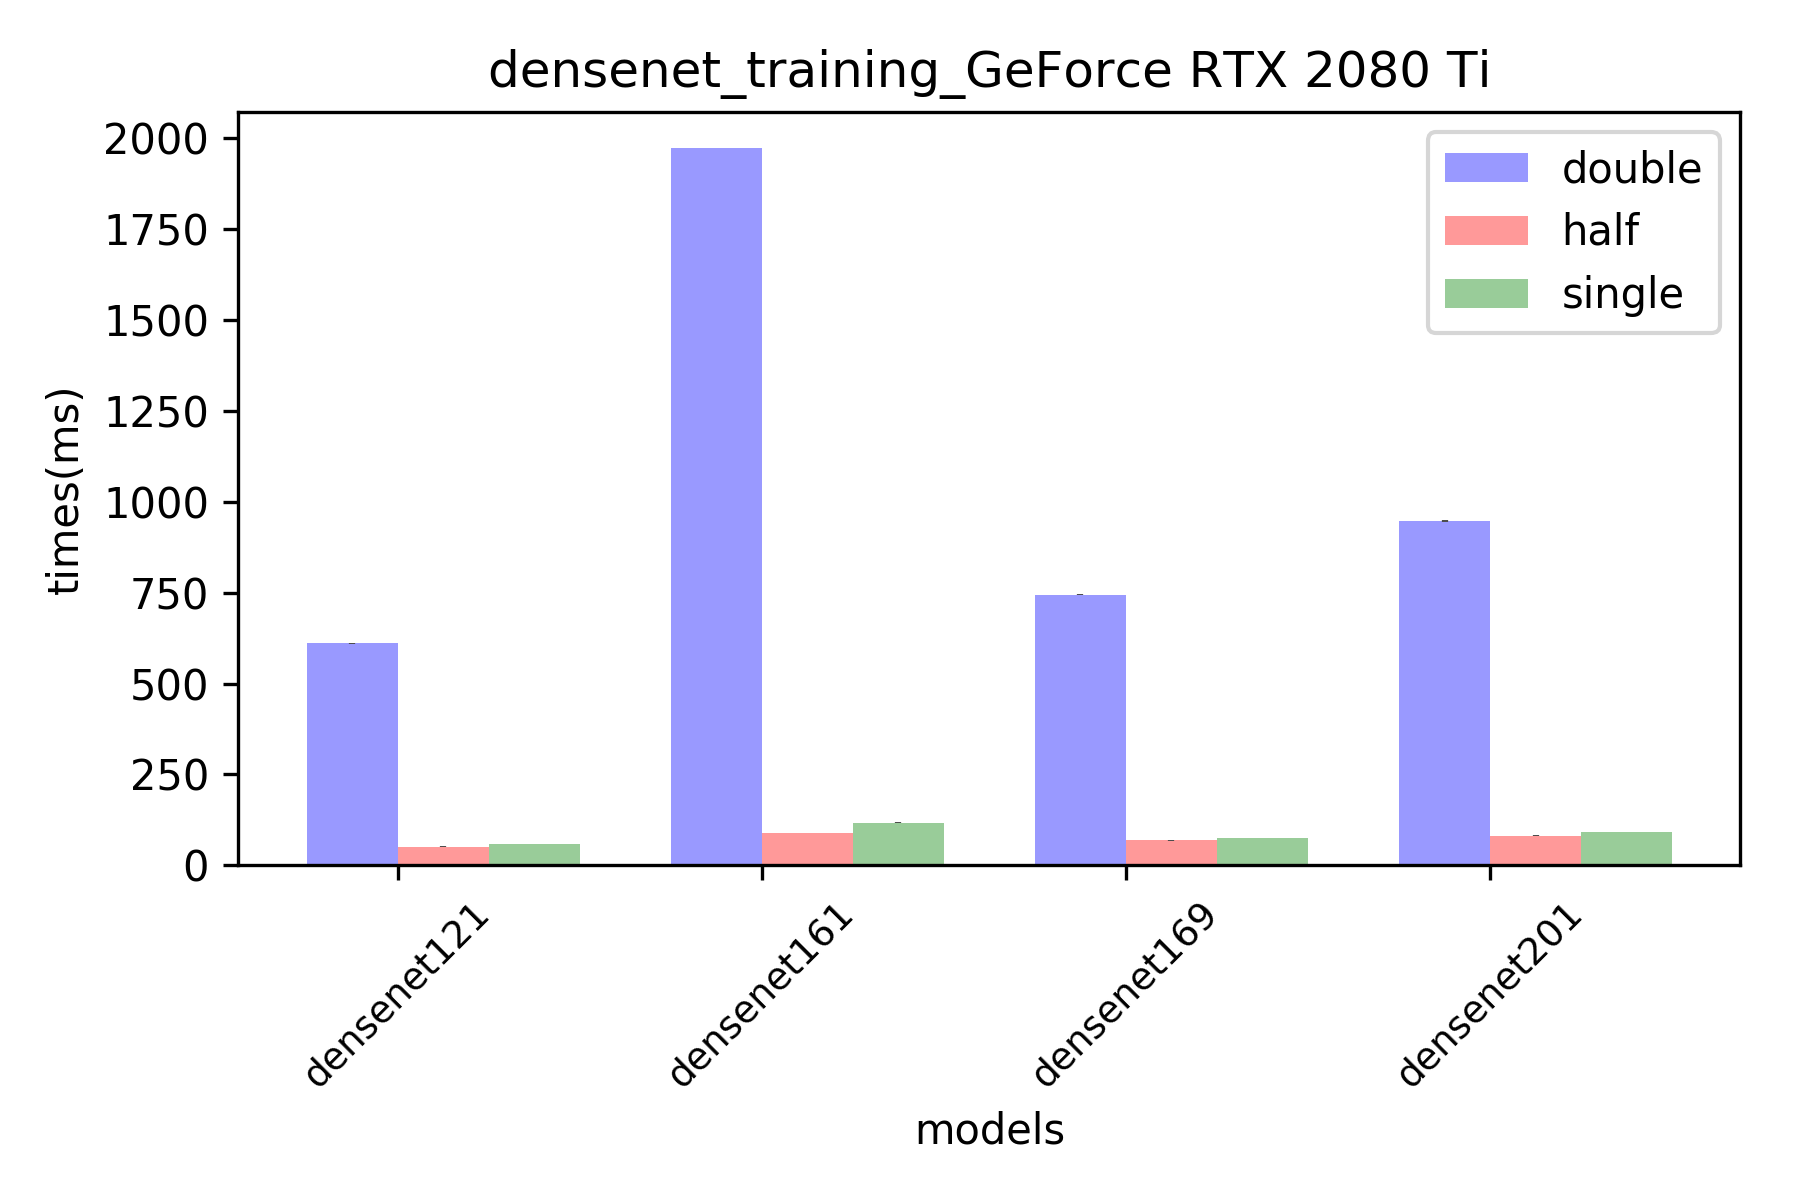 densenet_training_GeForce RTX 2080 Ti
times(ms)
2000
1750
1500
1250
1000
750
500
250
0
double
half
single
densenet121
densenet161
densenet169
densenet201
models